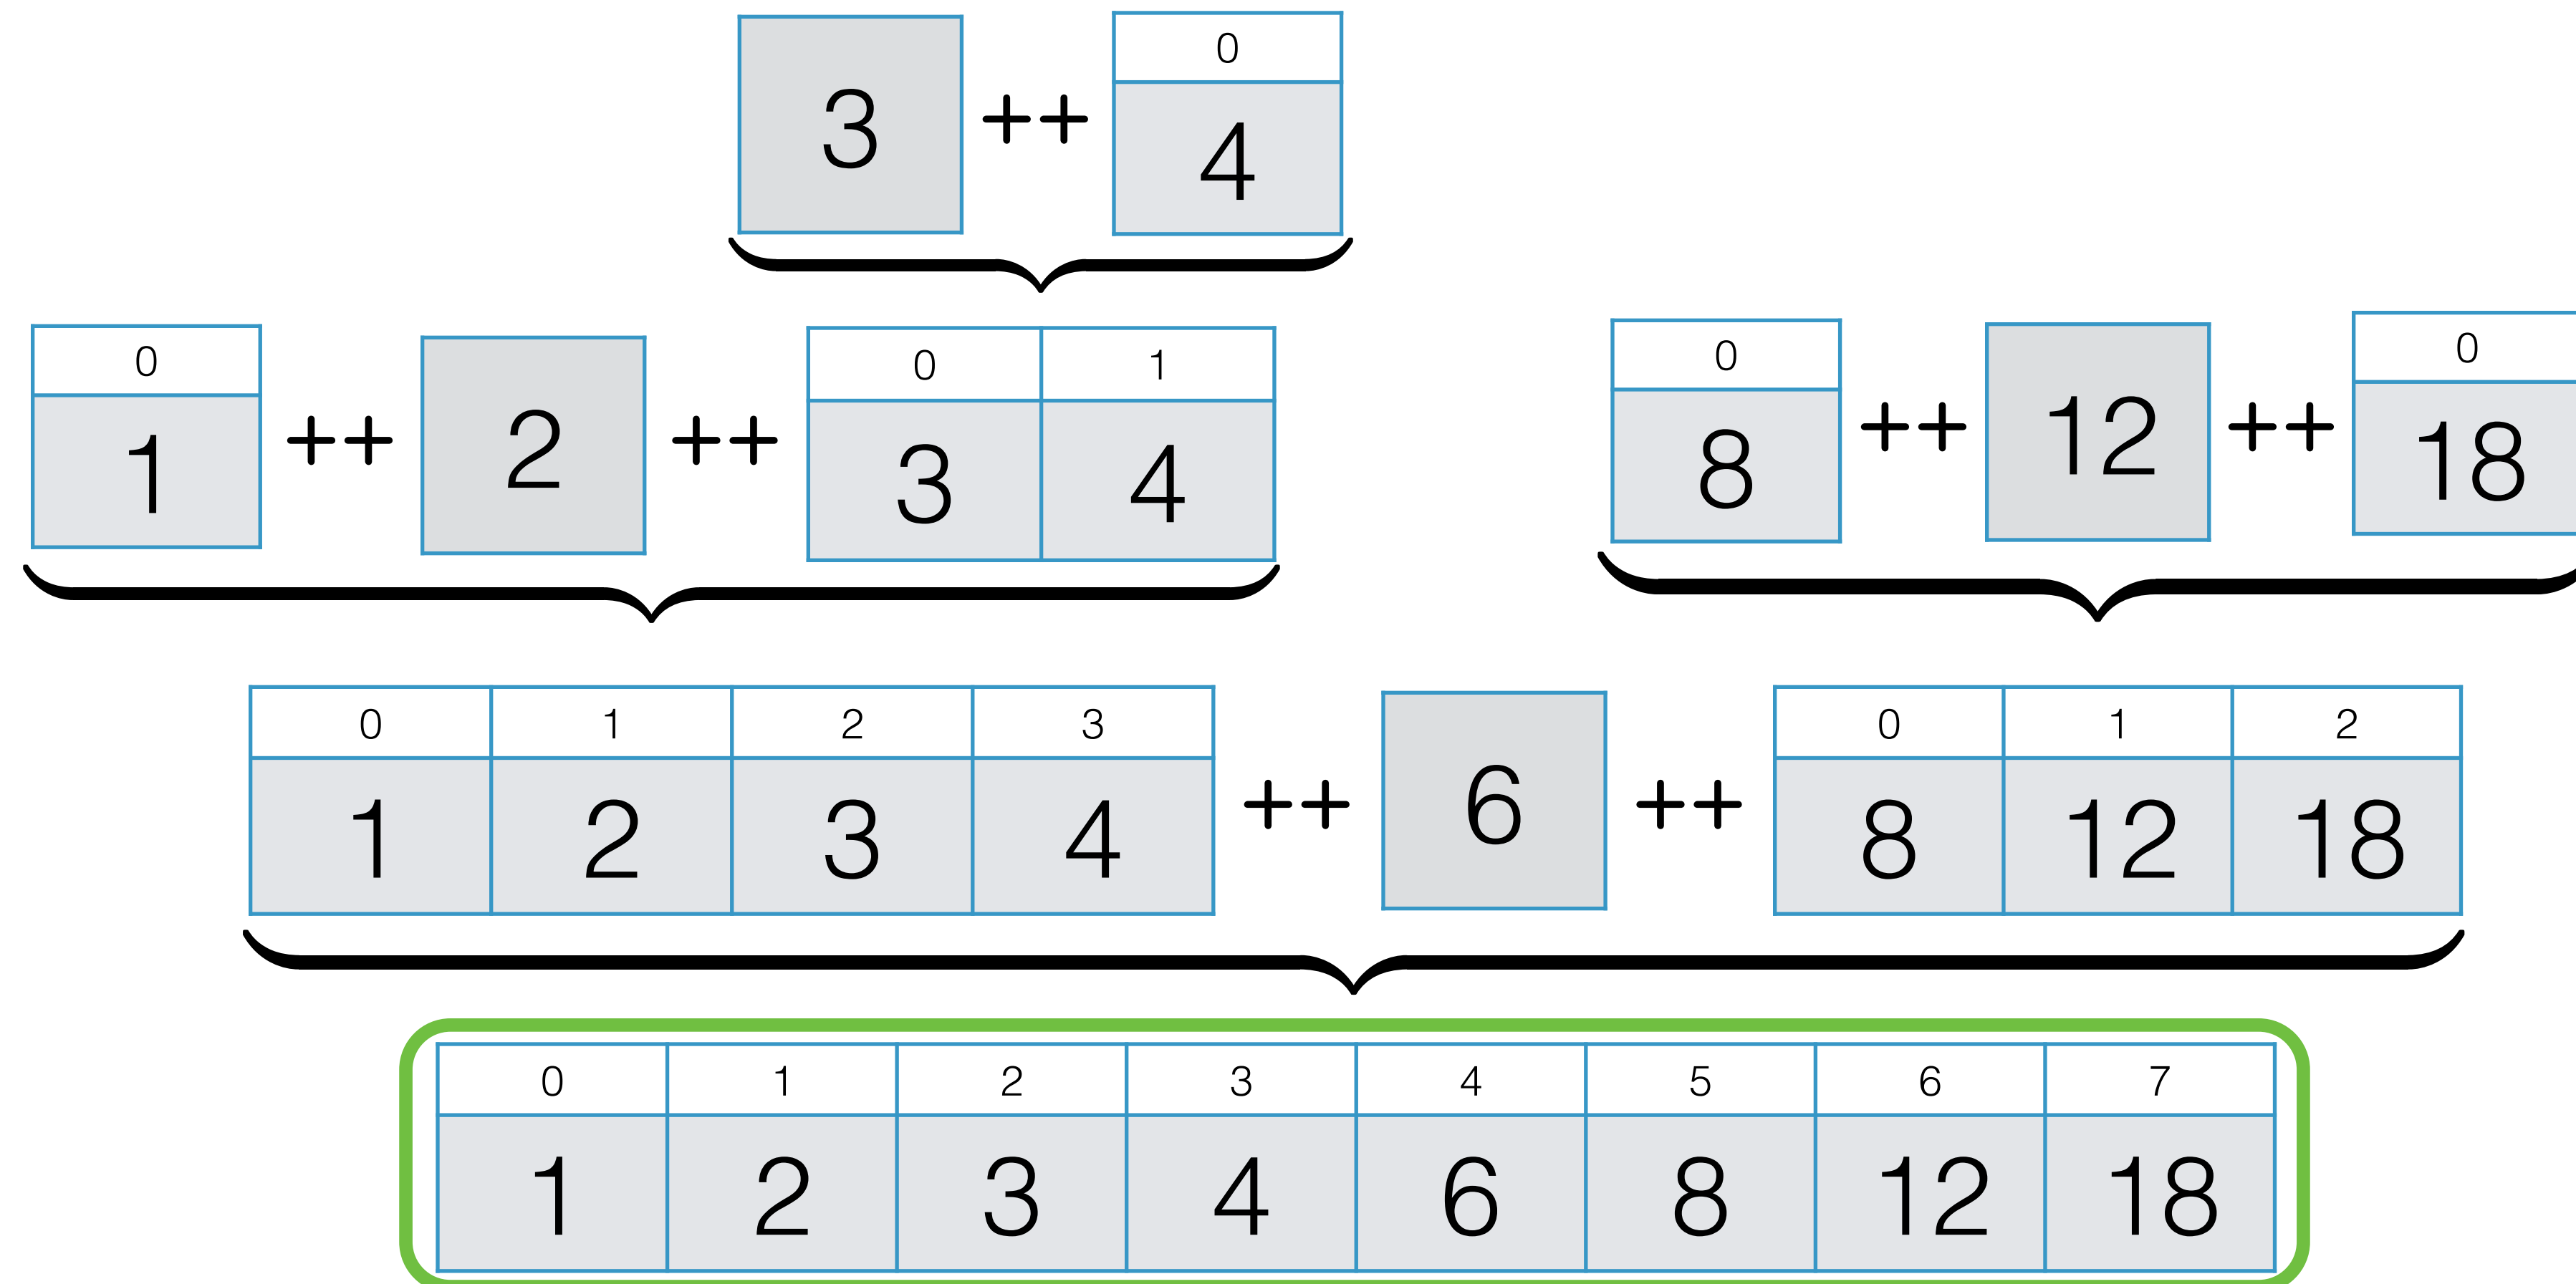 0
3 ++ 4
0 0 1 0 0
1 ++ 2 ++ 3 4 8 ++ 12 ++ 18
0 1 2 3 0 1 2
1 2 3 4 ++ 6 ++ 8 12 18
0 1 2 3 4 5 6 7
1 2 3 4 6 8 12 18